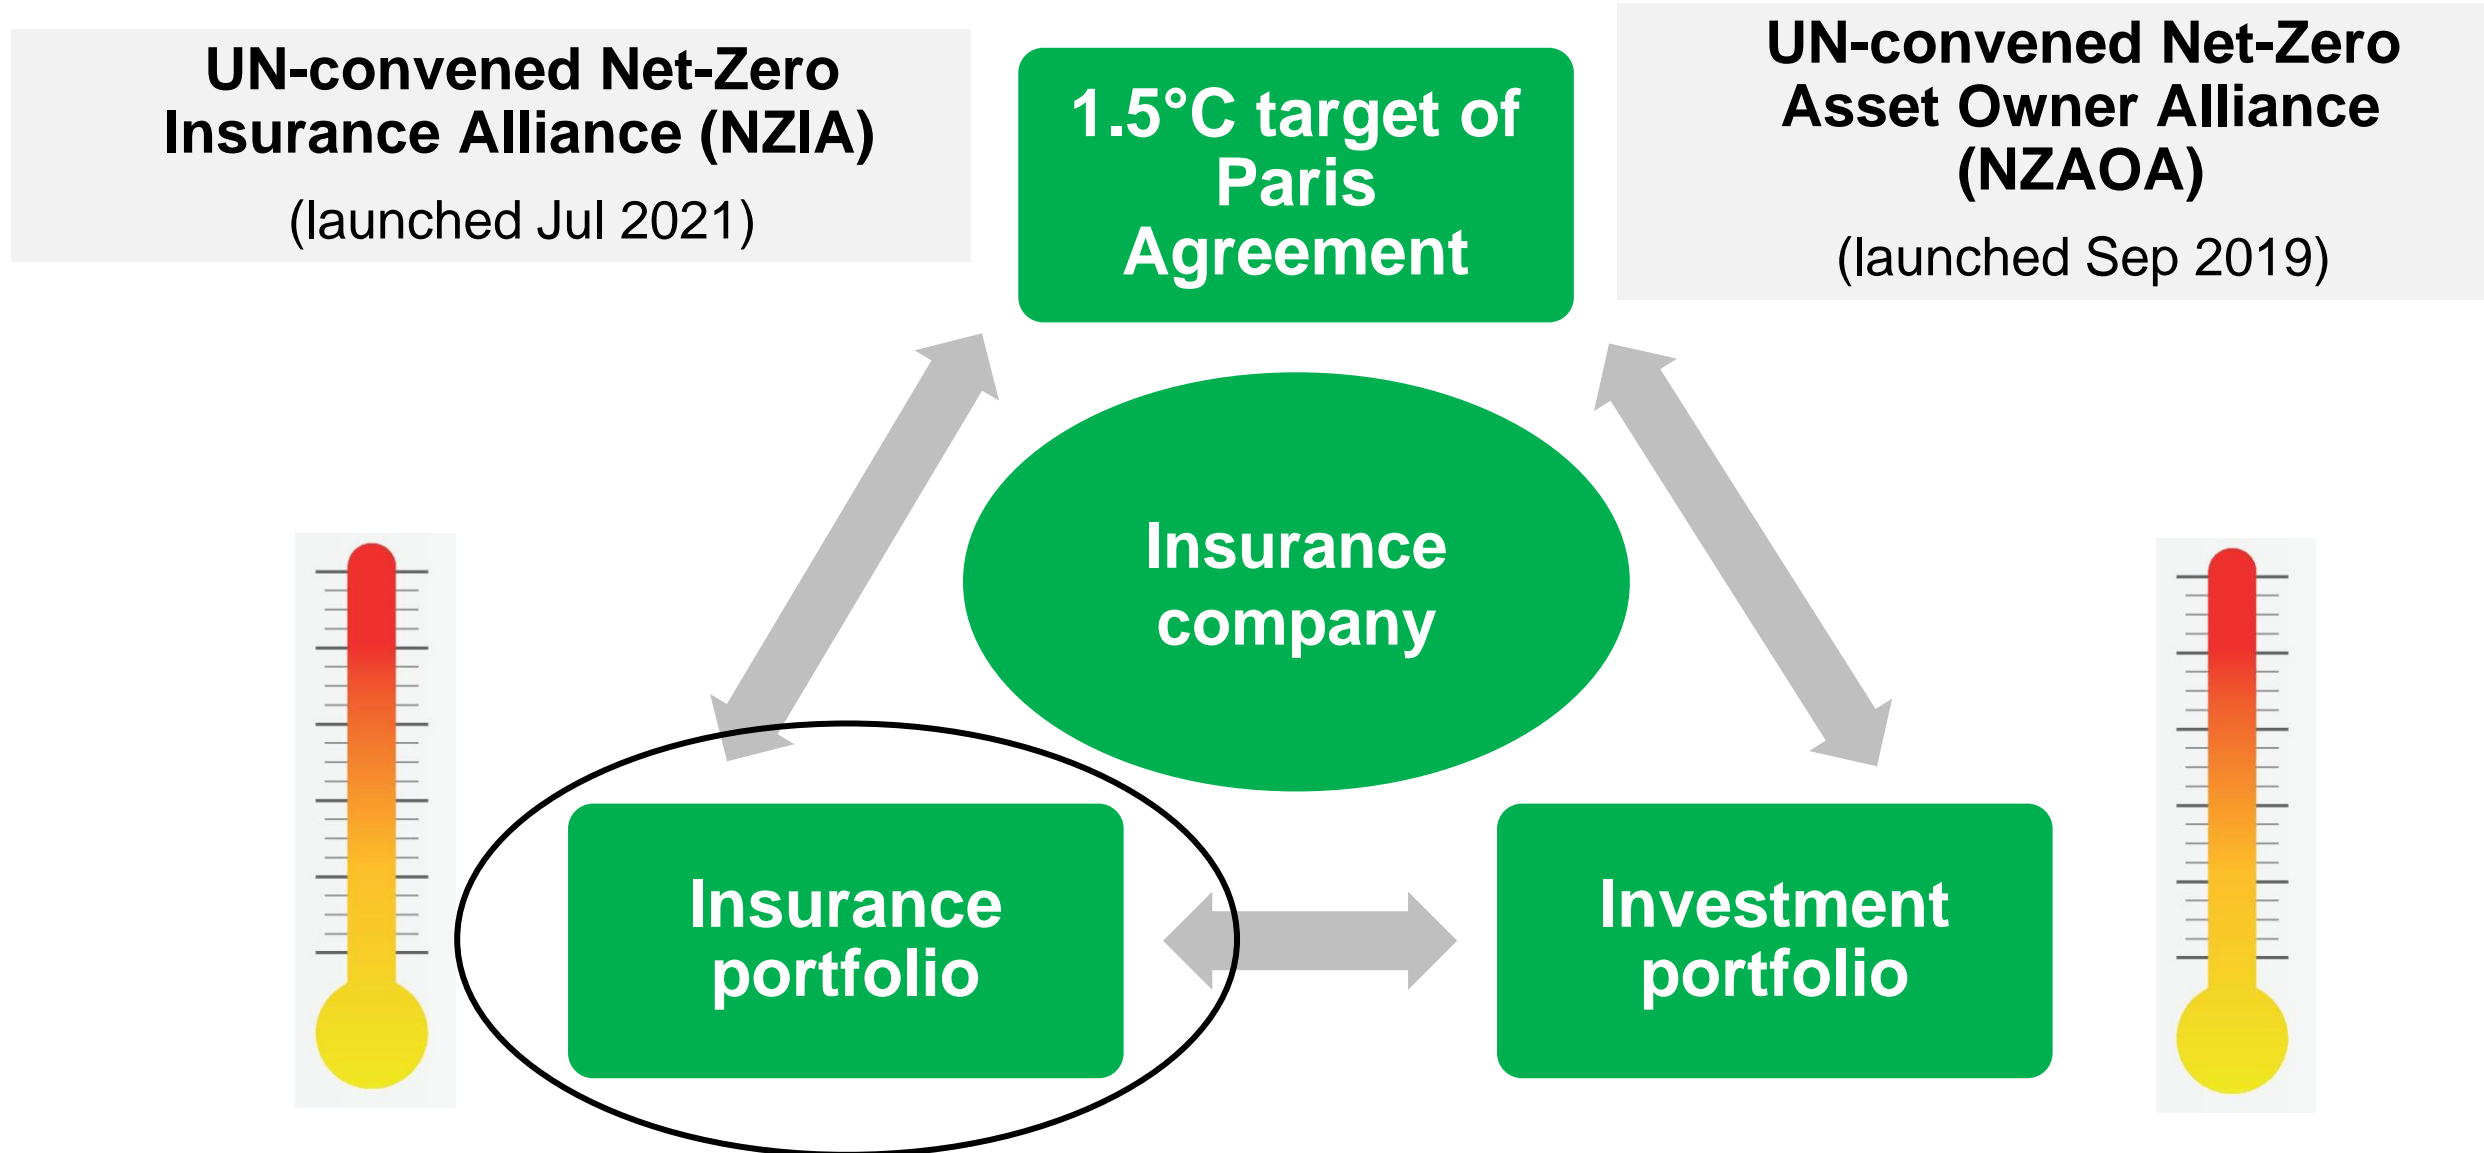 UN-convened Net-Zero
Insurance Alliance (NZIA)
(launched Jul 2021)
1.5°C target of
Paris
Agreement
UN-convened Net-Zero
Asset Owner Alliance
(NZAOA)
(launched Sep 2019)
Insurance
company
Insurance
portfolio
Investment
portfolio